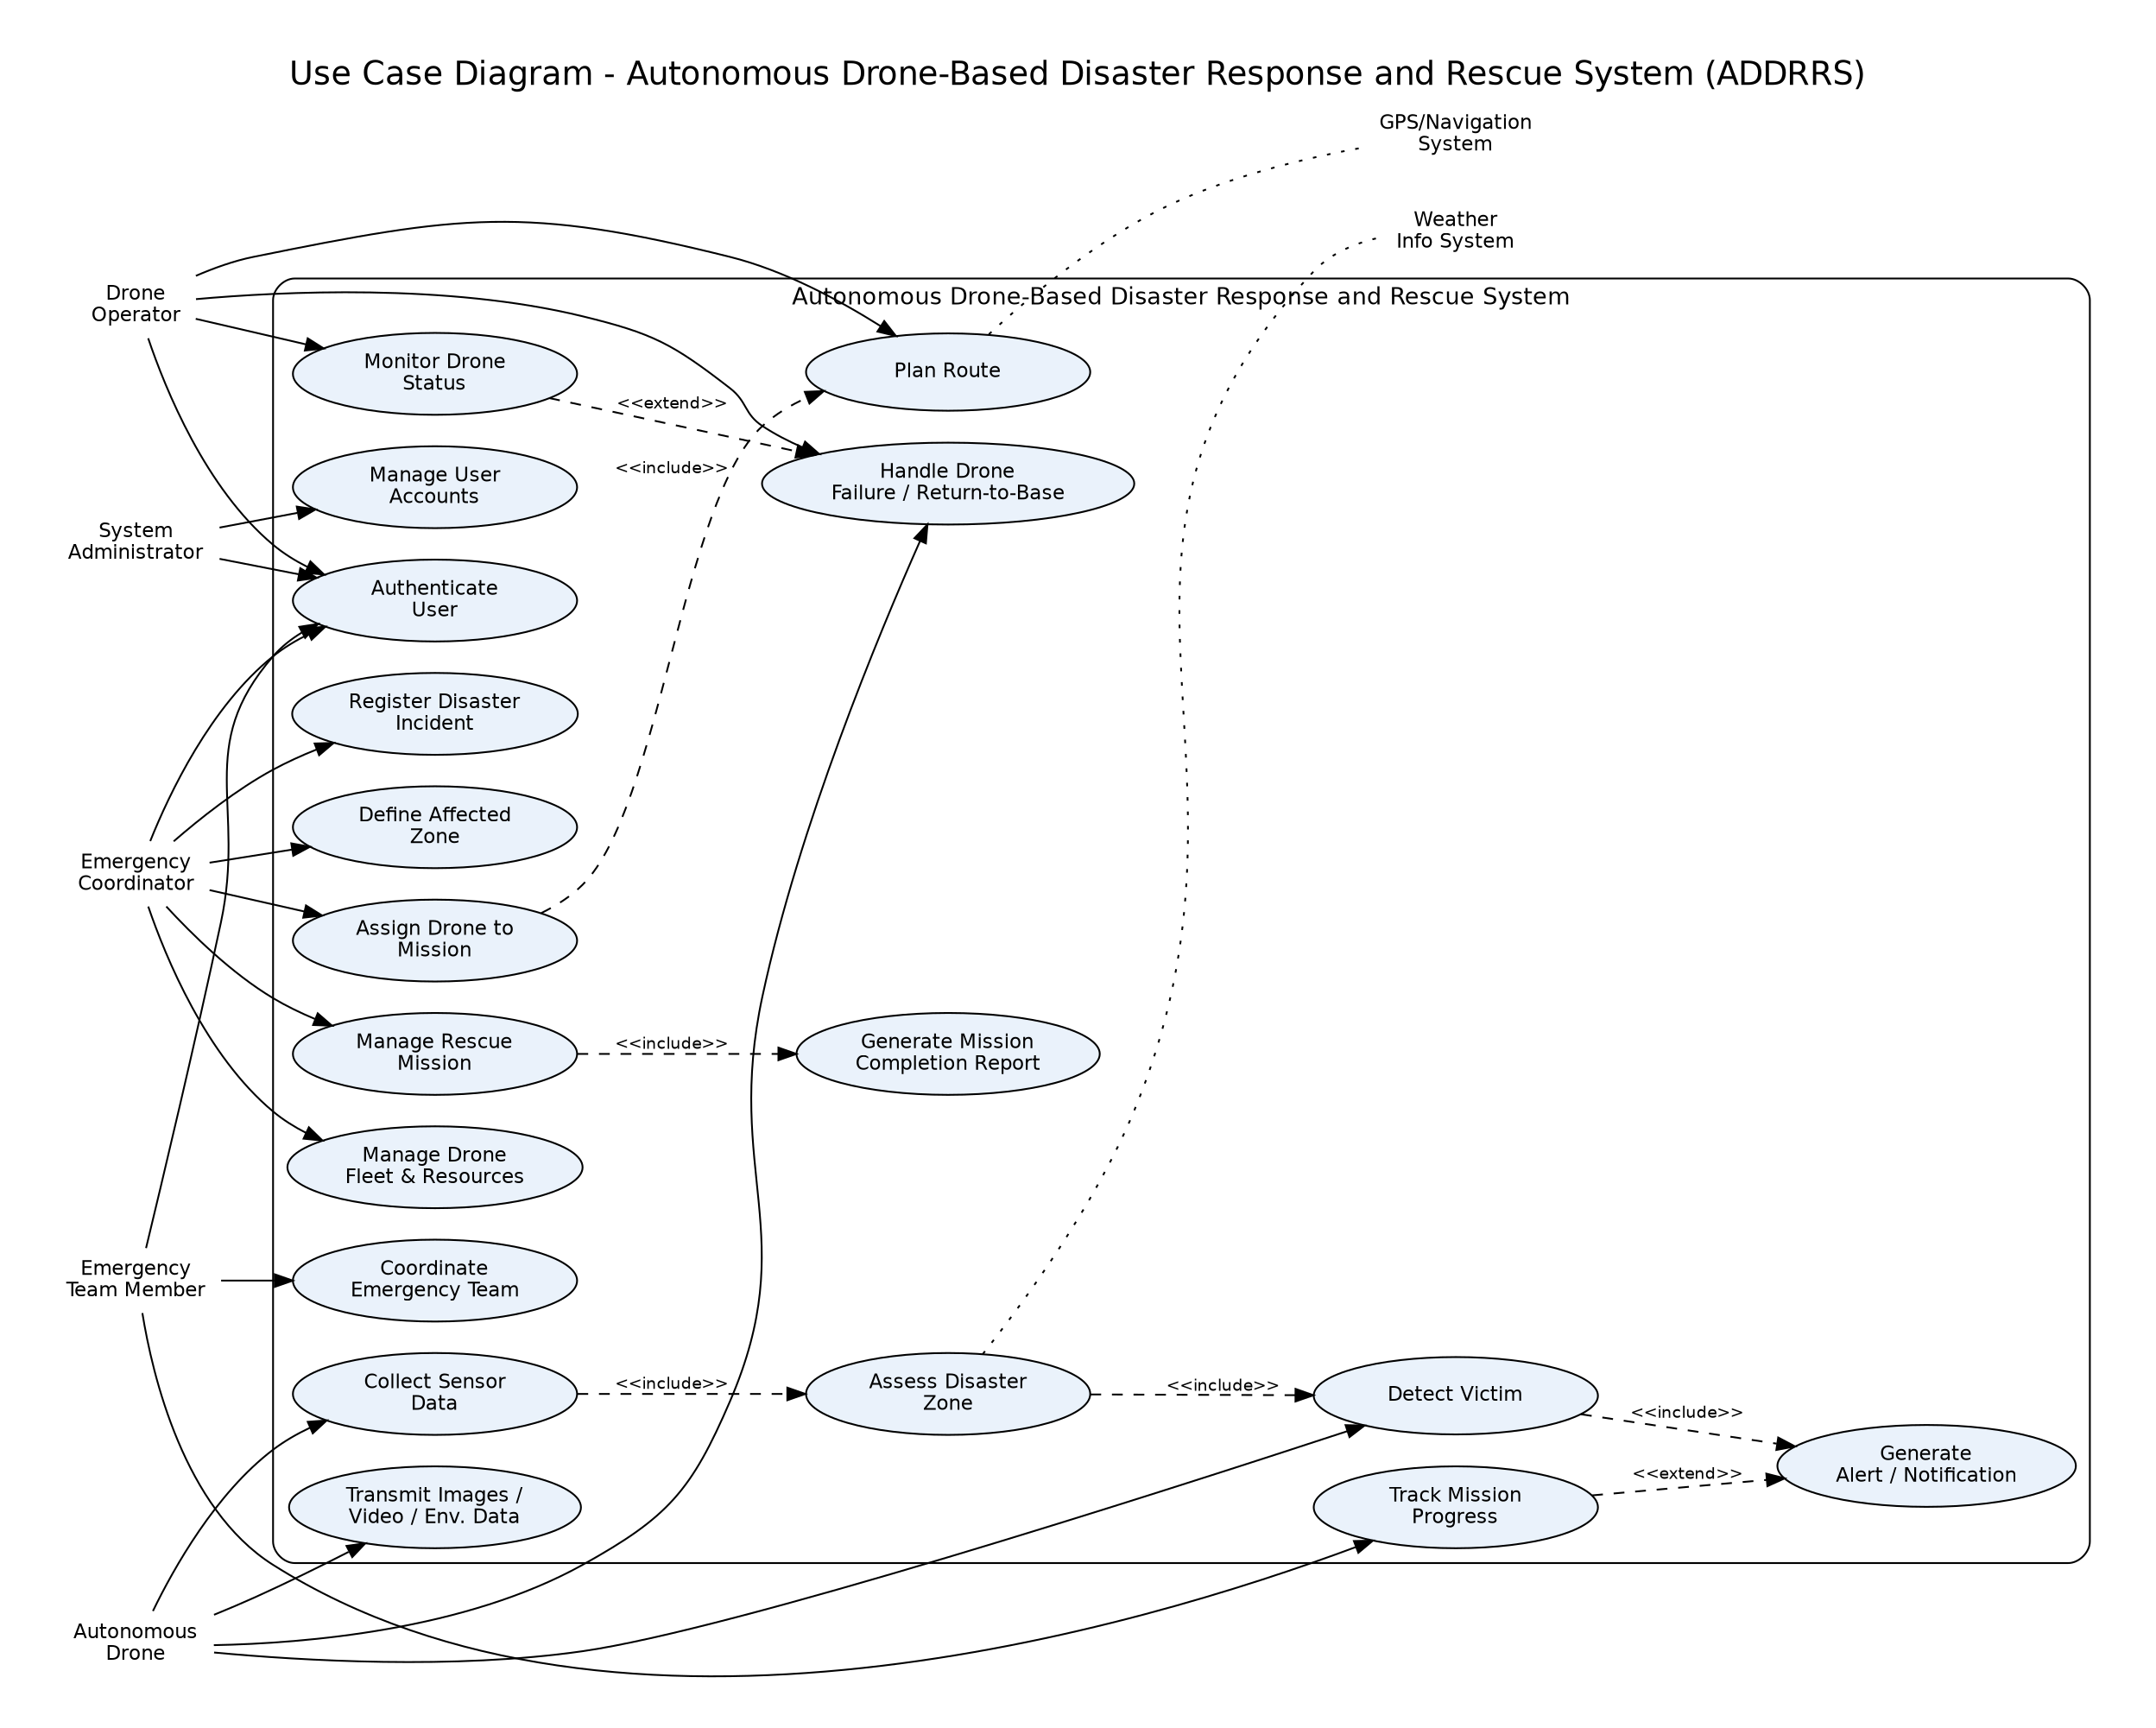 Use Case Diagram - Autonomous Drone-Based Disaster Response and Rescue System (ADDRRS)
GPS/Navigation
System
Weather
Info System
Drone
Operator
Autonomous Drone-Based Disaster Response and Rescue System
Monitor Drone
Status
Plan Route
<<extend>>
<<include>>
Handle Drone
Failure / Return-to-Base
Manage User
Accounts
System
Administrator
Authenticate
User
Register Disaster
Incident
Define Affected
Zone
Emergency
Coordinator
Assign Drone to
Mission
Manage Rescue
Mission
<<include>>
Generate Mission
Completion Report
Manage Drone
Fleet & Resources
Emergency
Team Member
Coordinate
Emergency Team
Collect Sensor
Data
<<include>>
Assess Disaster
Zone
<<include>>
Detect Victim
<<include>>
Generate
Alert / Notification
<<extend>>
Transmit Images /
Video / Env. Data
Track Mission
Progress
Autonomous
Drone